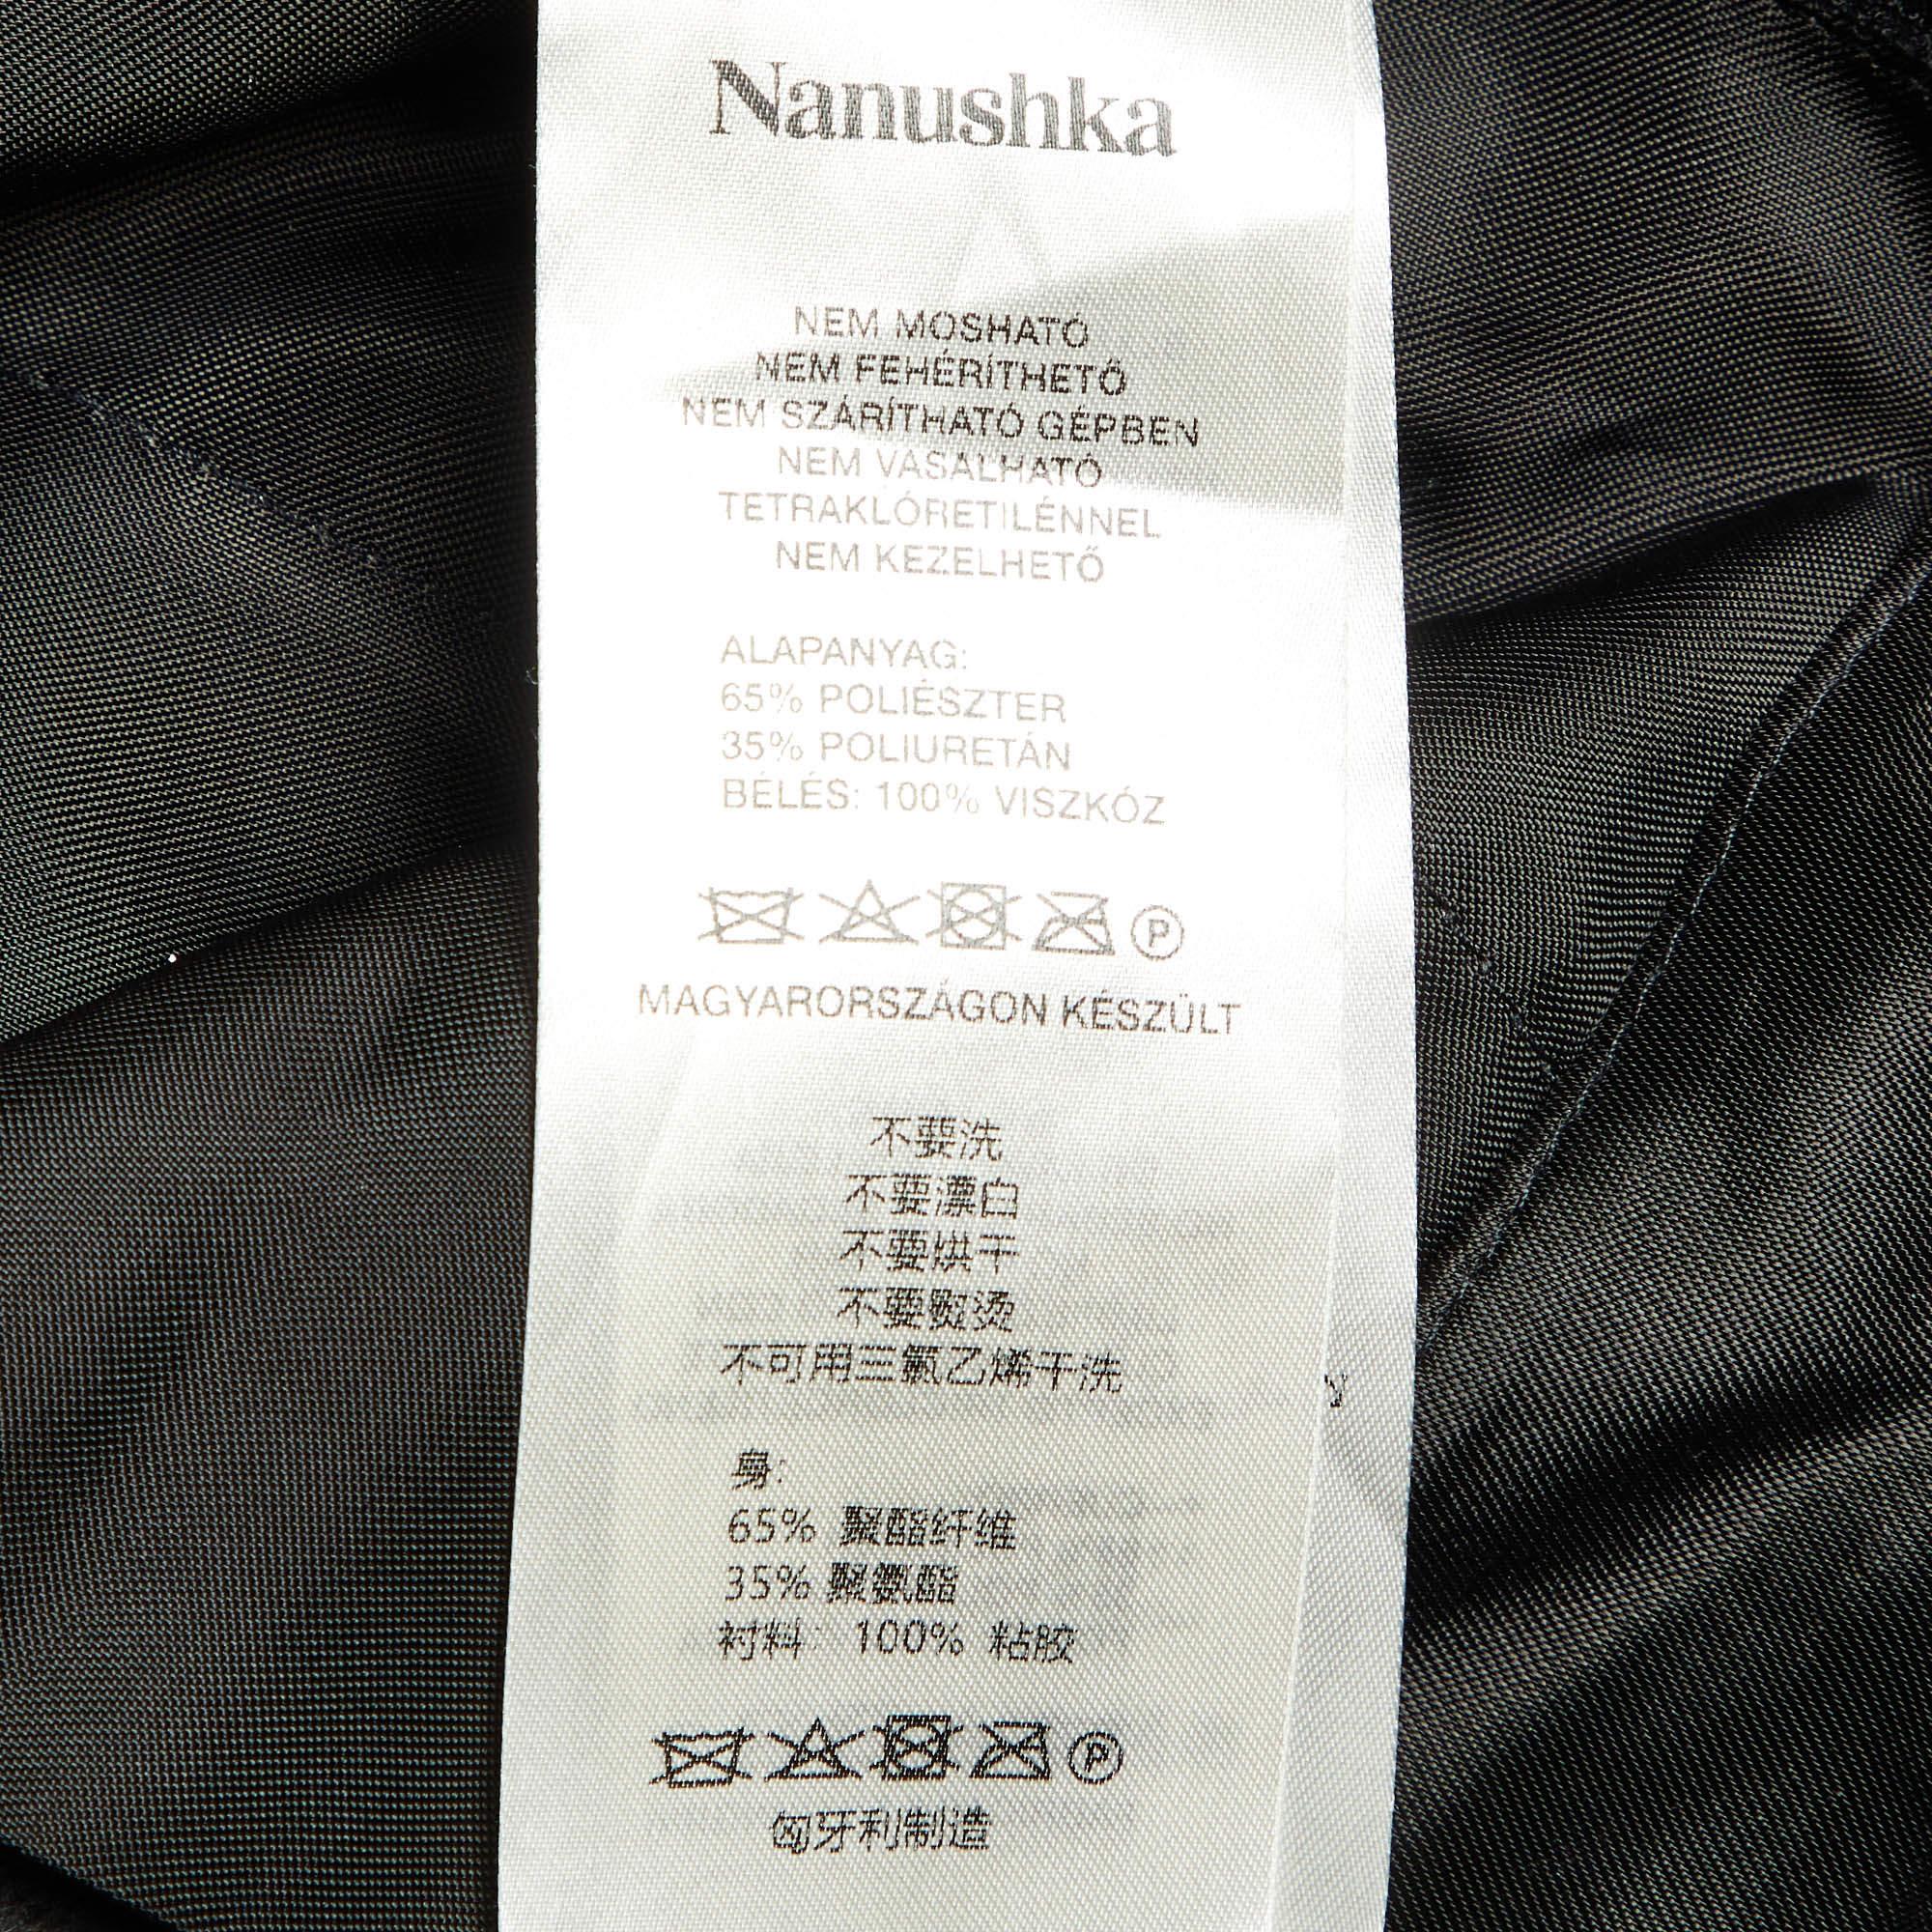 Nanushka
NEM MOSHATÓ
NEM FEHÉRÍTHETŐ
NEM SZÁRÍTHATÓ GÉPBEN
NEM VASALHATÓ
TETRAKLÓRETILÉNNEL
NEM KEZELHETŐ
ALAPANYAG:
65% POLIÉSZTER
35% POLIURETÁN
BÉLÉS: 100% VISZKÓZ
P
MAGYARORSZÁGON KÉSZÜLT
不要洗
不要漂白
不要烘干
不要熨烫
不可用三氯乙烯干洗
y
身:
65% 聚酯纤维
35% 聚氨酯
衬料: 100% 粘胶
P
匈牙利制造